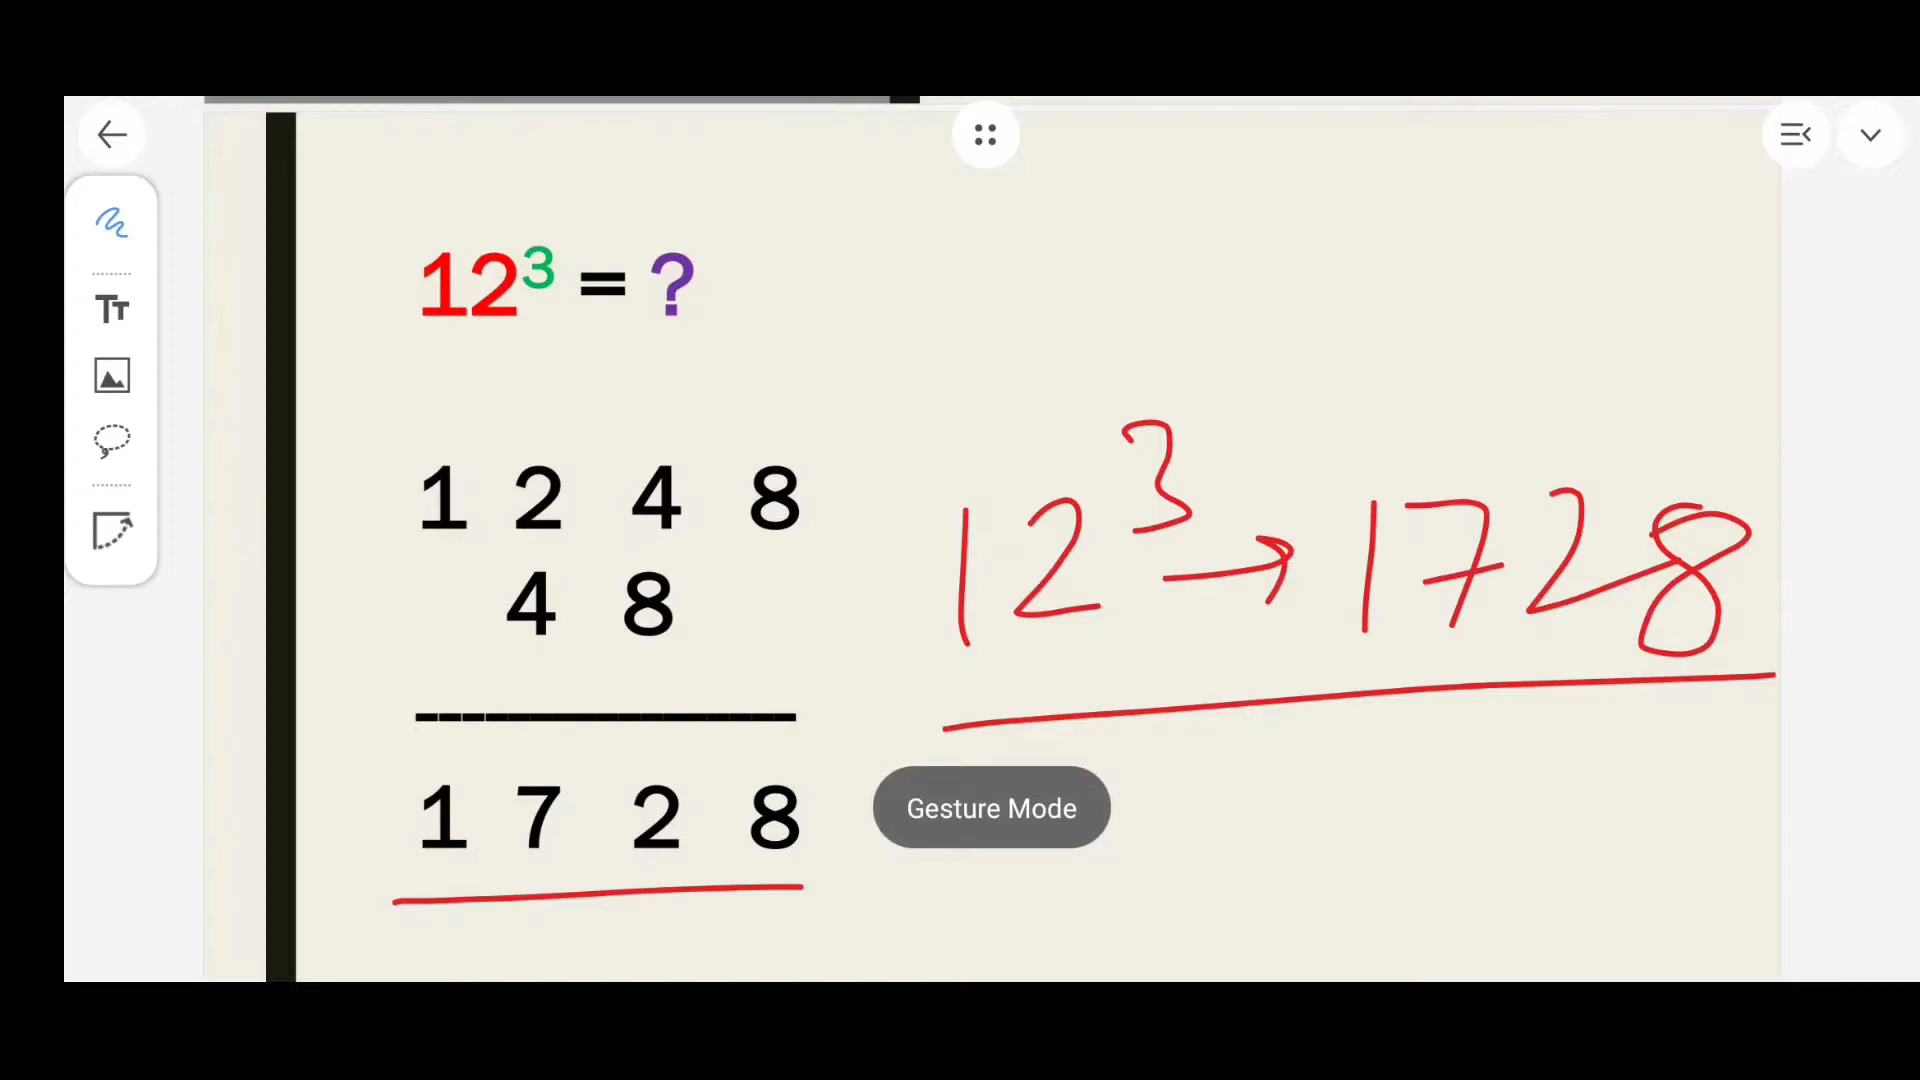 12³ = ?
1 2 4 8
4 8
1 7 2 8
12³ → 1728
Gesture Mode